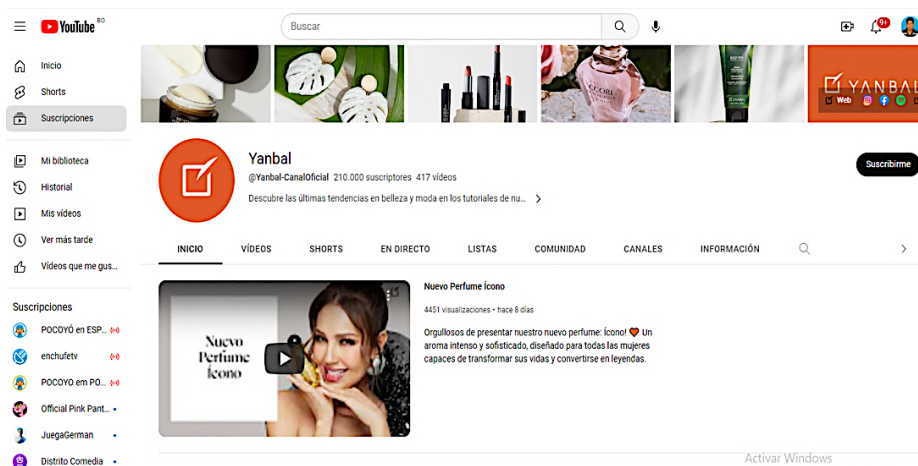 YouTube BO
Buscar
9+
Inicio
Shorts
Suscripciones
Mi biblioteca
Historial
Mis vídeos
Ver más tarde
Vídeos que me gus...
Suscripciones
POCOYÓ en ESP...
enchufetv
POCOYO em PO...
Official Pink Pant...
JuegaGerman
Distrito Comedia
CCORI
YANBAL
Web
Yanbal
@Yanbal-CanalOficial 210.000 suscriptores 417 vídeos
Descubre las últimas tendencias en belleza y moda en los tutoriales de nu...
Suscribirme
INICIO VÍDEOS SHORTS EN DIRECTO LISTAS COMUNIDAD CANALES INFORMACIÓN
Nuevo
Perfume
Ícono
Nuevo Perfume Ícono
4451 visualizaciones • hace 8 días
Orgullosos de presentar nuestro nuevo perfume: Ícono! 🧡 Un
aroma intenso y sofisticado, diseñado para todas las mujeres
capaces de transformar sus vidas y convertirse en leyendas.
Activar Windows